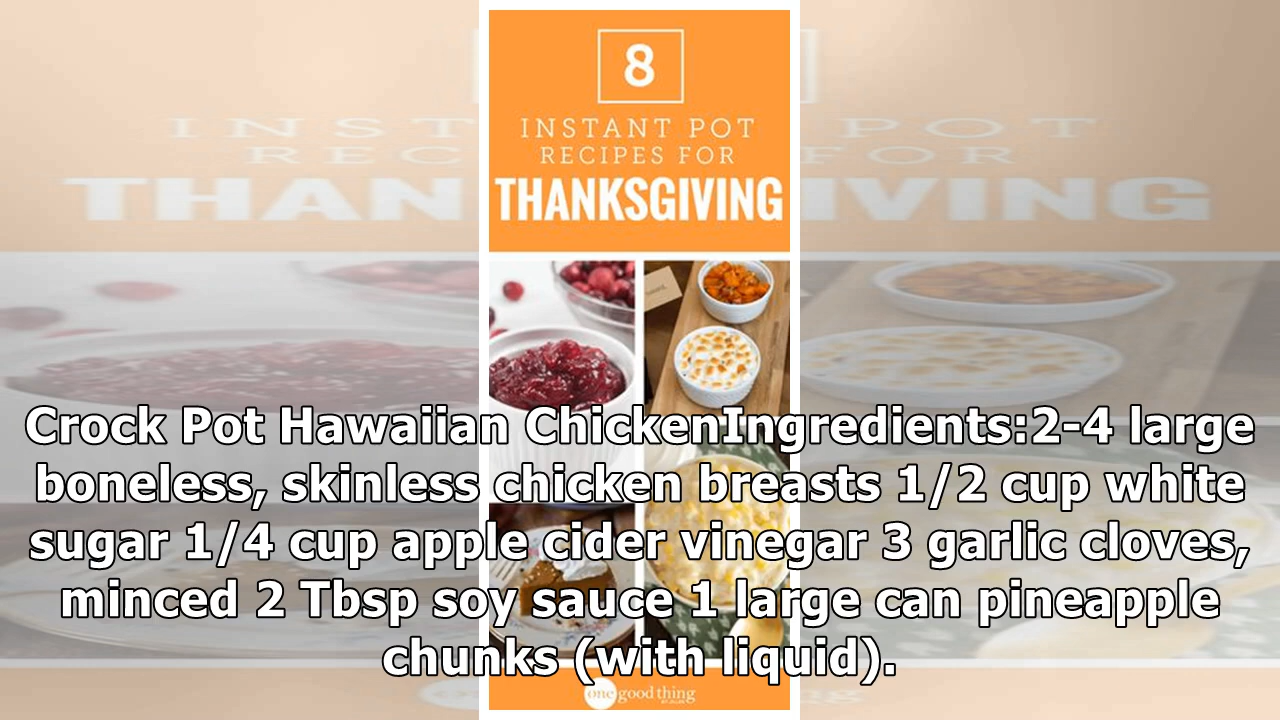 8
INSTANT POT
RECIPES FOR
THANKSGIVING
Crock Pot Hawaiian ChickenIngredients:2-4 large
boneless, skinless chicken breasts 1/2 cup white
sugar 1/4 cup apple cider vinegar 3 garlic cloves,
minced 2 Tbsp soy sauce 1 large can pineapple
chunks (with liquid).
one good thing